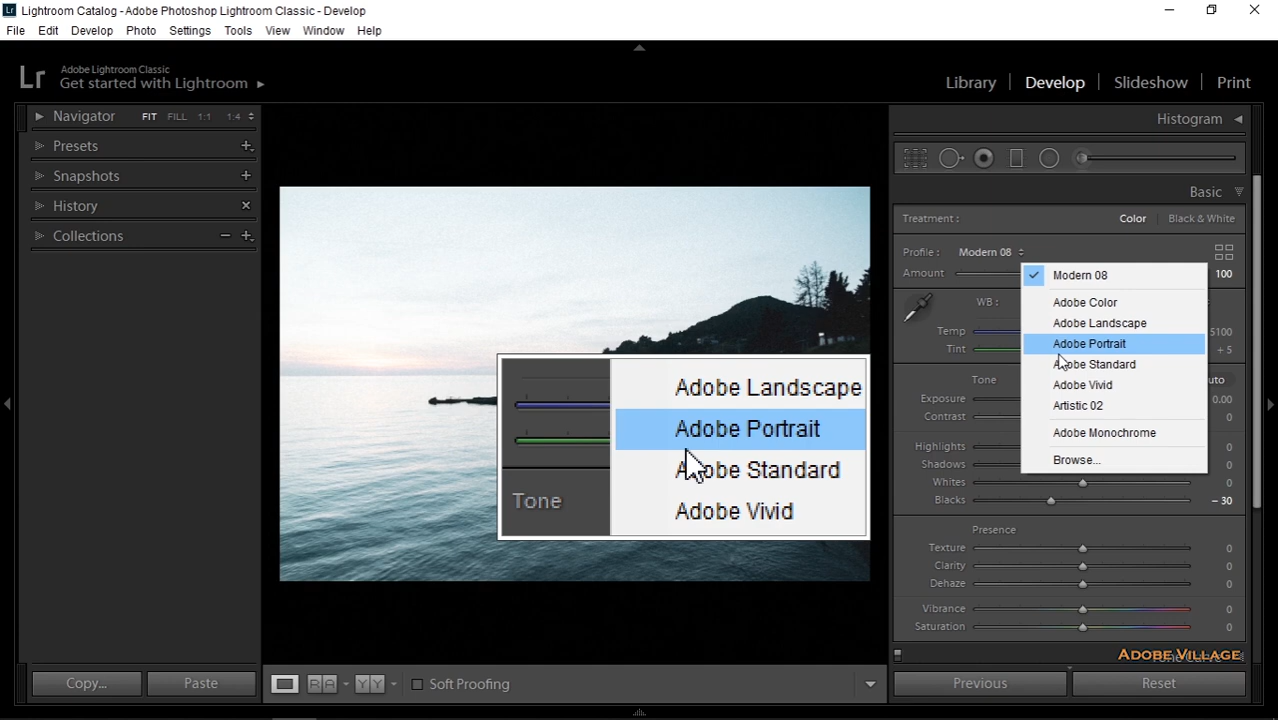 Lightroom Catalog - Adobe Photoshop Lightroom Classic - Develop
File Edit Develop Photo Settings Tools View Window Help
Lr
Adobe Lightroom Classic
Get started with Lightroom
Library Develop Slideshow Print
Navigator FIT FILL 1:1 1:4
Presets
Snapshots
History
Collections
Histogram
Basic
Treatment : Color Black & White
Profile : Modern 08
Amount 100
Modern 08
Adobe Color
Adobe Landscape
Adobe Portrait
Adobe Standard
Adobe Vivid
Artistic 02
Adobe Monochrome
Browse...
WB :
Temp 5100
Tint + 5
Tone
Exposure 0.00
Contrast 0
Highlights 0
Shadows 0
Whites 0
Blacks – 30
Presence
Texture 0
Clarity 0
Dehaze 0
Vibrance 0
Saturation 0
Adobe Landscape
Adobe Portrait
Adobe Standard
Adobe Vivid
Tone
ADOBE VILLAGE
Copy... Paste
RA YY Soft Proofing
Previous Reset